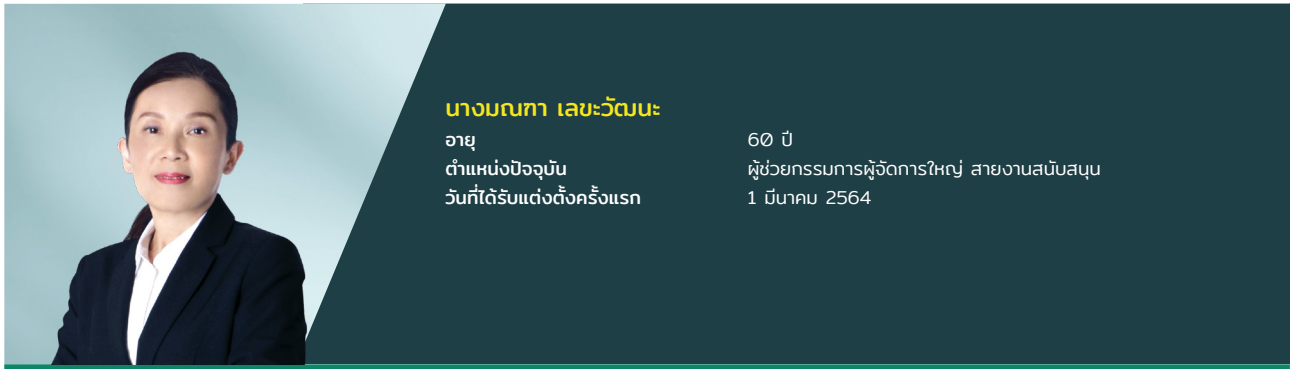 นางมณฑา เลขะวัฒนะ
อายุ 60 ปี
ตำแหน่งปัจจุบัน ผู้ช่วยกรรมการผู้จัดการใหญ่ สายงานสนับสนุน
วันที่ได้รับแต่งตั้งครั้งแรก 1 มีนาคม 2564